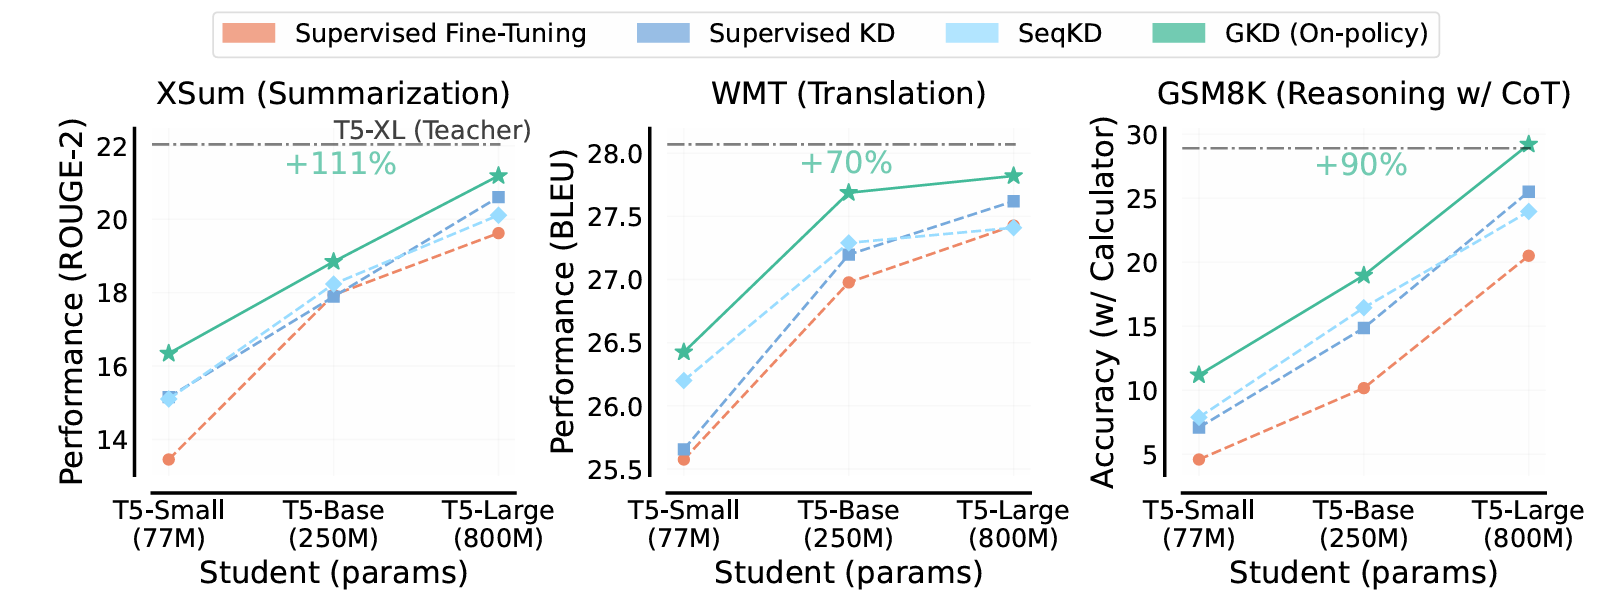 Supervised Fine-Tuning Supervised KD SeqKD GKD (On-policy)
XSum (Summarization)
T5-XL (Teacher)
+111%
Performance (ROUGE-2)
22
20
18
16
14
T5-Small T5-Base T5-Large
(77M) (250M) (800M)
Student (params)
WMT (Translation)
+70%
Performance (BLEU)
28.0
27.5
27.0
26.5
26.0
25.5
T5-Small T5-Base T5-Large
(77M) (250M) (800M)
Student (params)
GSM8K (Reasoning w/ CoT)
+90%
Accuracy (w/ Calculator)
30
25
20
15
10
5
T5-Small T5-Base T5-Large
(77M) (250M) (800M)
Student (params)